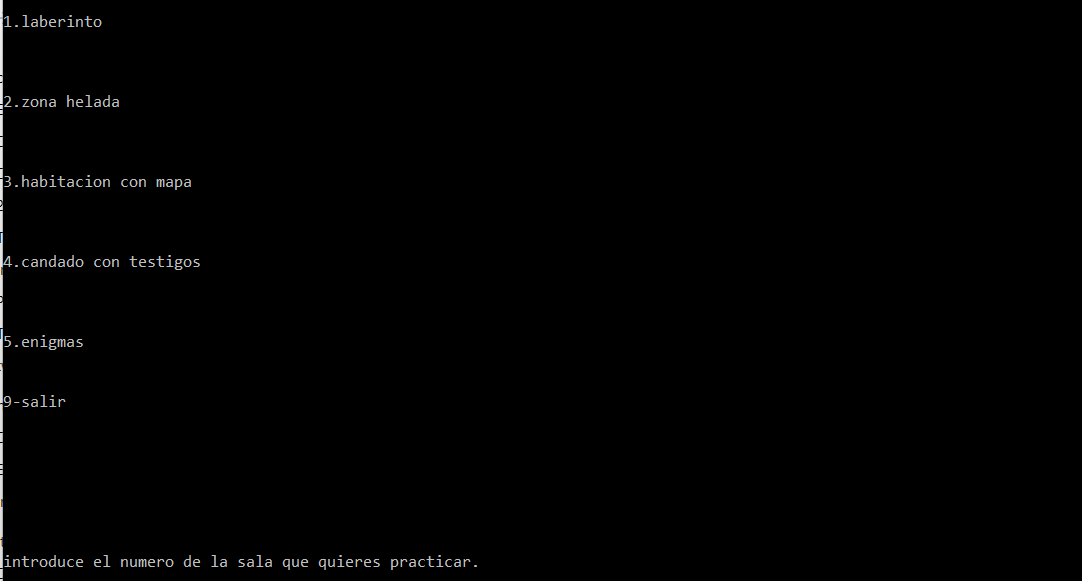 1.laberinto
2.zona helada
3.habitacion con mapa
4.candado con testigos
5.enigmas
9-salir
introduce el numero de la sala que quieres practicar.